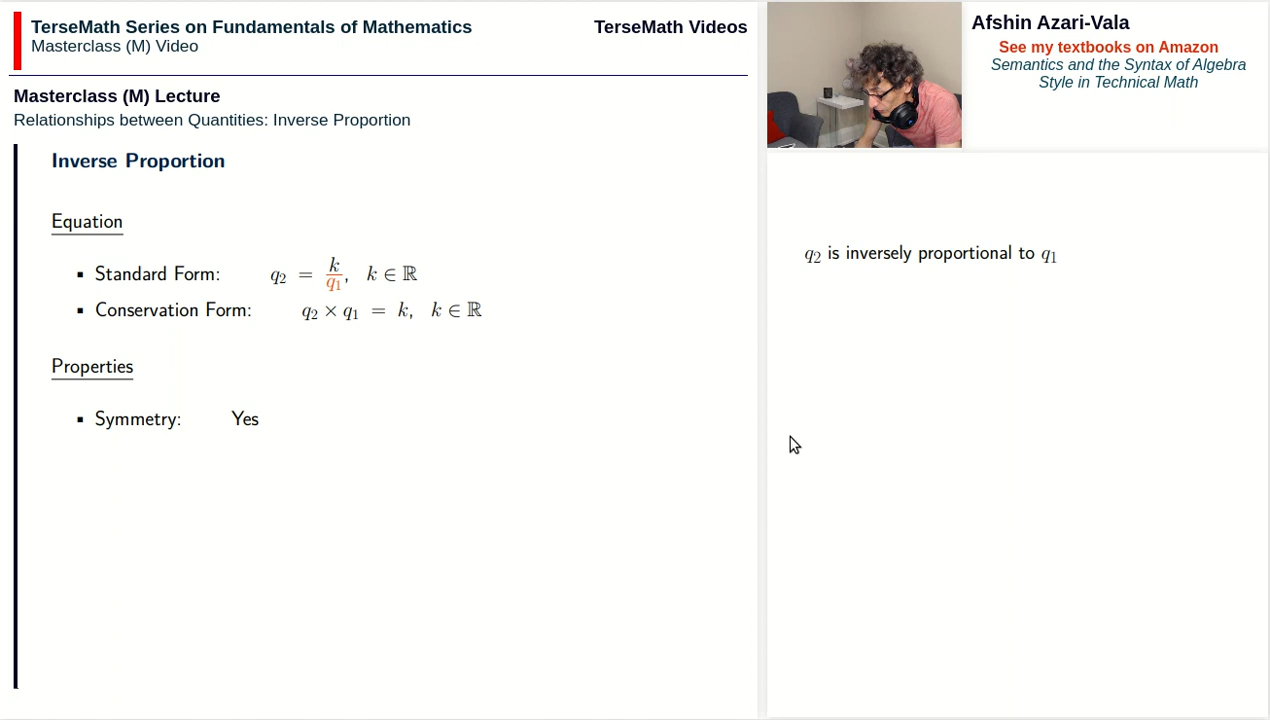 TerseMath Series on Fundamentals of Mathematics
Masterclass (M) Video
TerseMath Videos
Masterclass (M) Lecture
Relationships between Quantities: Inverse Proportion
Inverse Proportion
Equation
▪ Standard Form: q₂ = k/q₁, k ∈ ℝ
▪ Conservation Form: q₂ × q₁ = k, k ∈ ℝ
Properties
▪ Symmetry: Yes
Afshin Azari-Vala
See my textbooks on Amazon
Semantics and the Syntax of Algebra
Style in Technical Math
q₂ is inversely proportional to q₁